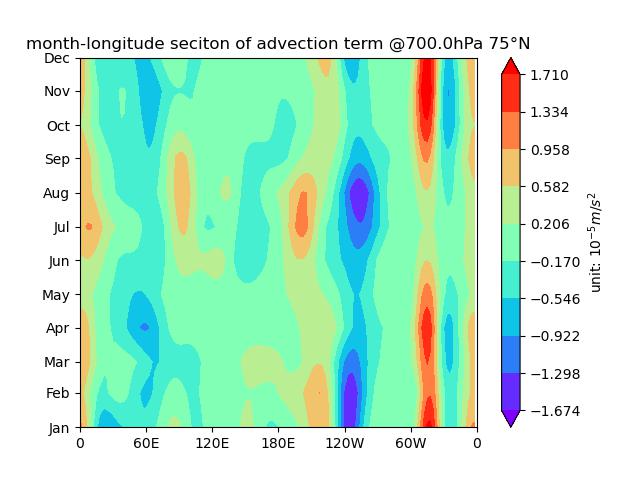 month-longitude seciton of advection term @700.0hPa 75°N
Dec
Nov
Oct
Sep
Aug
Jul
Jun
May
Apr
Mar
Feb
Jan
0 60E 120E 180E 120W 60W 0
1.710
1.334
0.958
0.582
0.206
−0.170
−0.546
−0.922
−1.298
−1.674
unit: 10⁻⁵m/s²